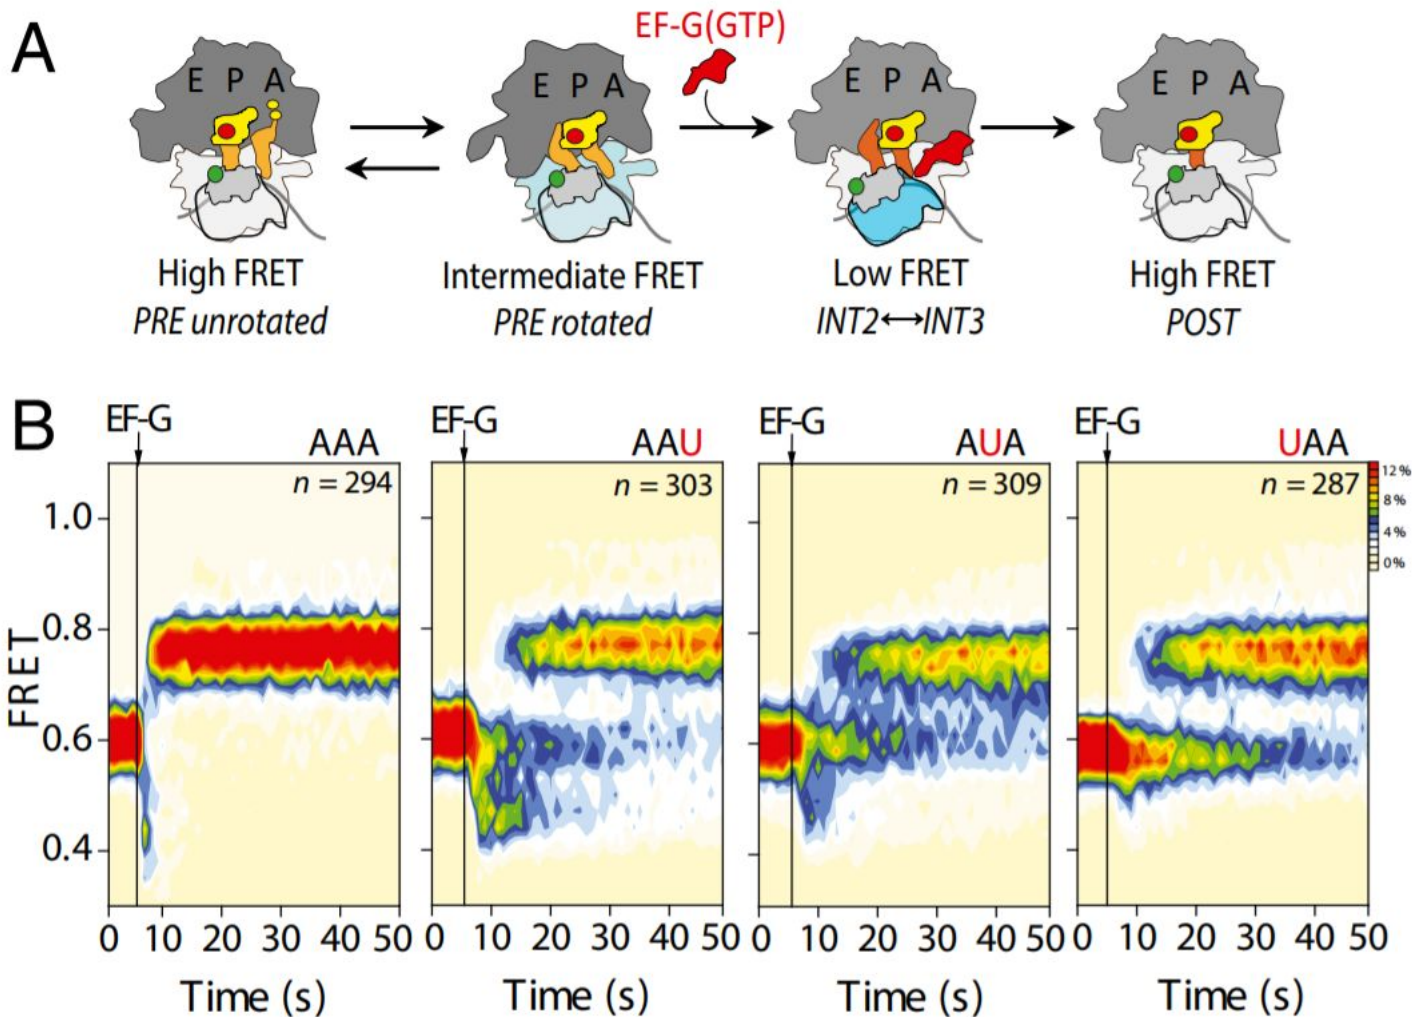 A
EF-G(GTP)
E P A
E P A
E P A
E P A
High FRET
PRE unrotated
Intermediate FRET
PRE rotated
Low FRET
INT2↔INT3
High FRET
POST
B
EF-G
AAA
n = 294
EF-G
AAU
n = 303
EF-G
AUA
n = 309
EF-G
UAA
n = 287
12%
8%
4%
0%
FRET
1.0
0.8
0.6
0.4
0 10 20 30 40 50
0 10 20 30 40 50
0 10 20 30 40 50
0 10 20 30 40 50
Time (s)
Time (s)
Time (s)
Time (s)